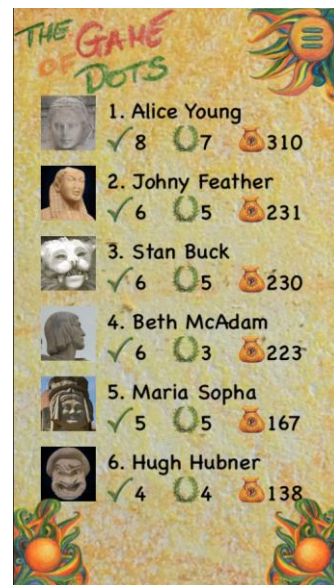 THE GAME
OF
DOTS
1. Alice Young
8 7 310
2. Johny Feather
6 5 231
3. Stan Buck
6 5 230
4. Beth McAdam
6 3 223
5. Maria Sopha
5 5 167
6. Hugh Hubner
4 4 138